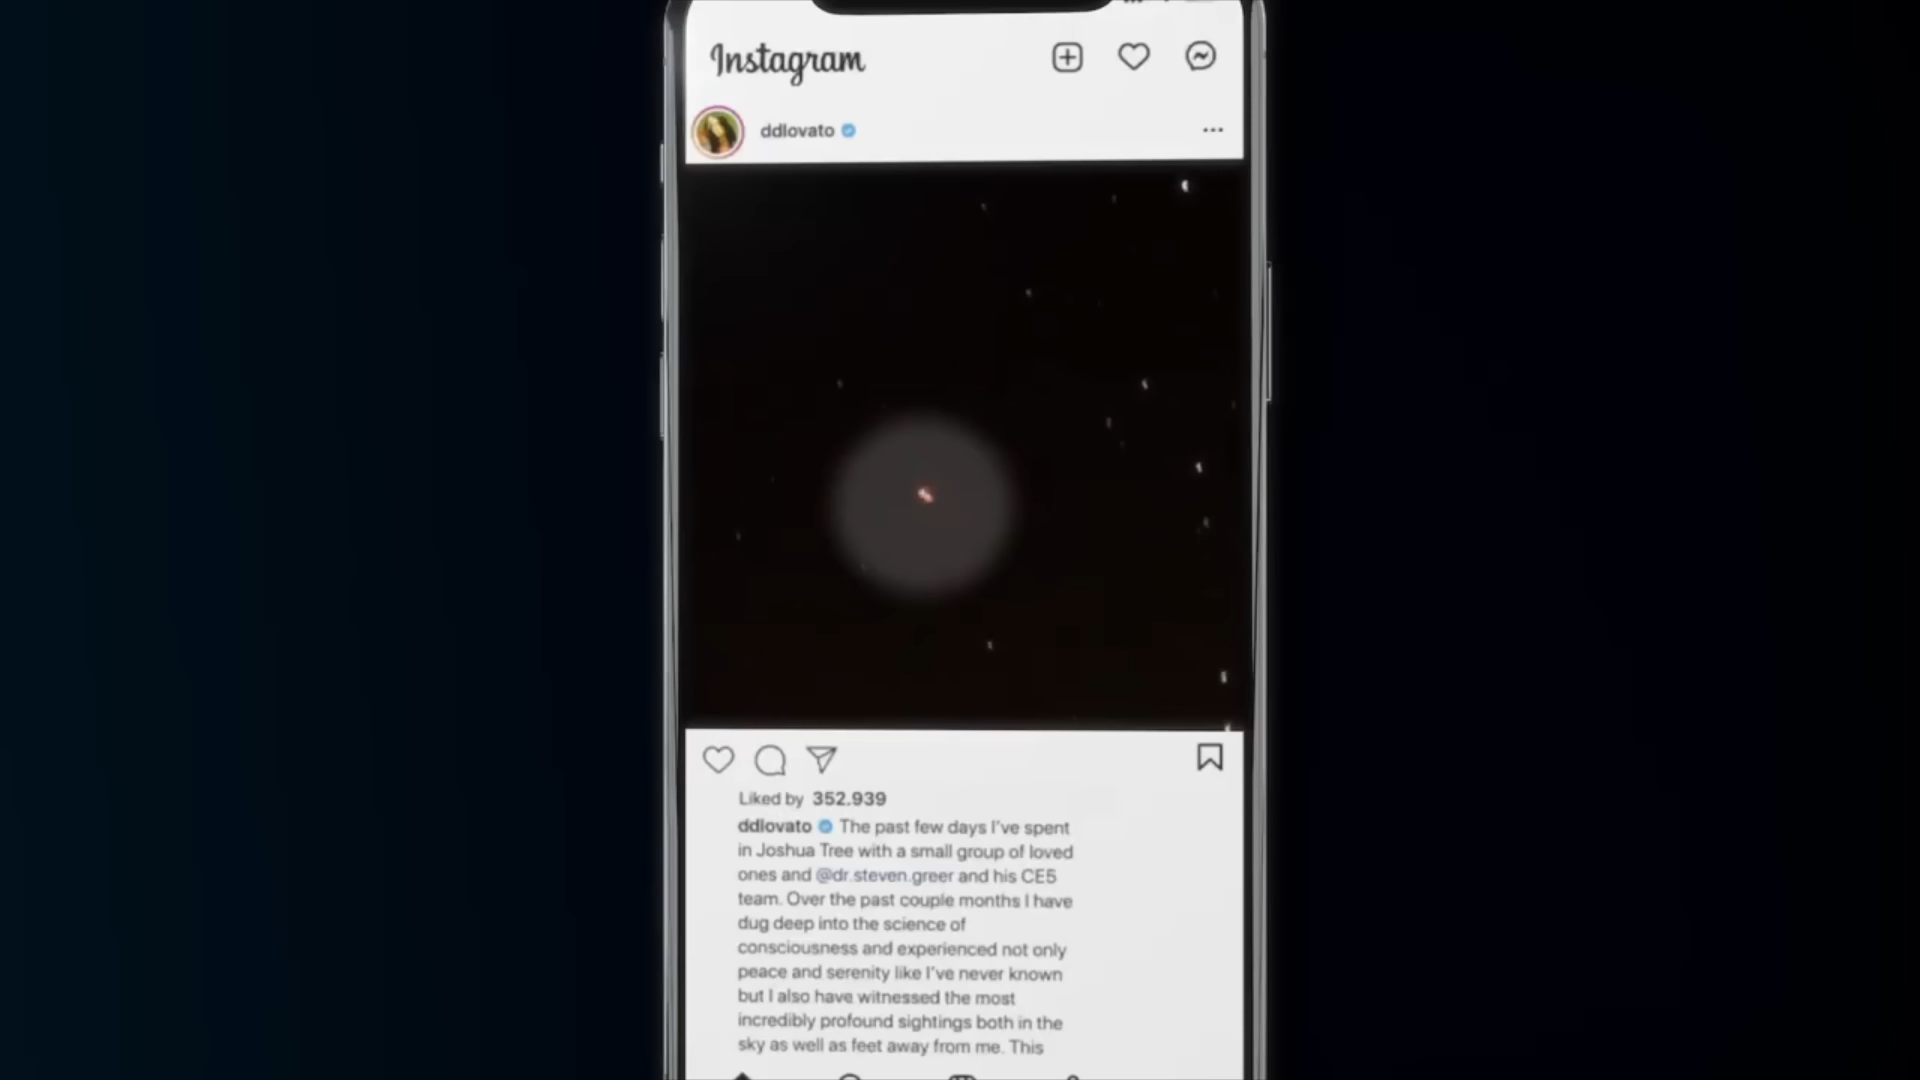 Instagram
ddlovato
Liked by 352.939
ddlovato The past few days I've spent
in Joshua Tree with a small group of loved
ones and @dr.steven.greer and his CE5
team. Over the past couple months I have
dug deep into the science of
consciousness and experienced not only
peace and serenity like I've never known
but I also have witnessed the most
incredibly profound sightings both in the
sky as well as feet away from me. This